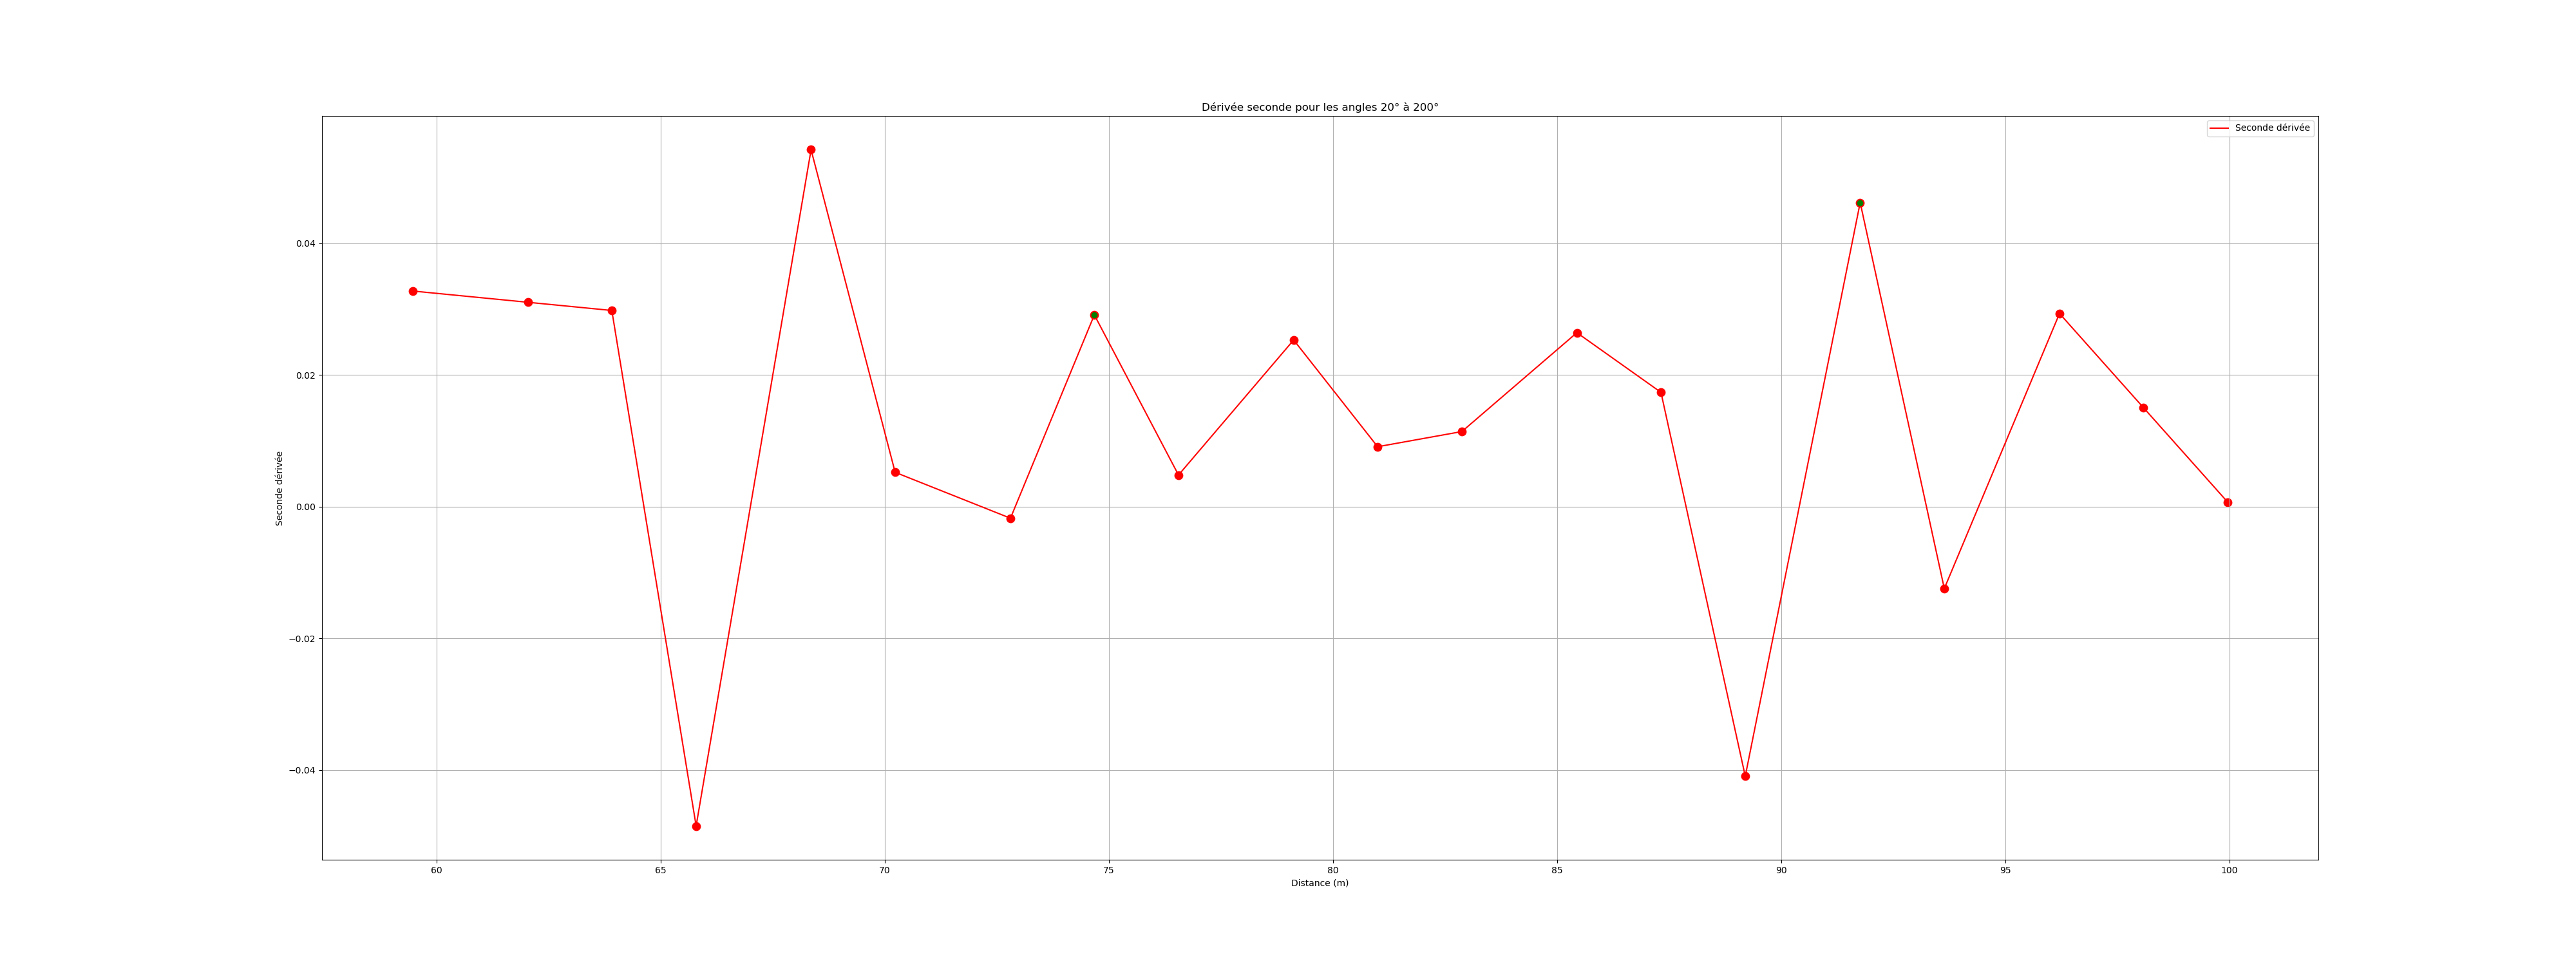 Dérivée seconde pour les angles 20° à 200°
Seconde dérivée
0.04
0.02
0.00
−0.02
−0.04
Seconde dérivée
60 65 70 75 80 85 90 95 100
Distance (m)